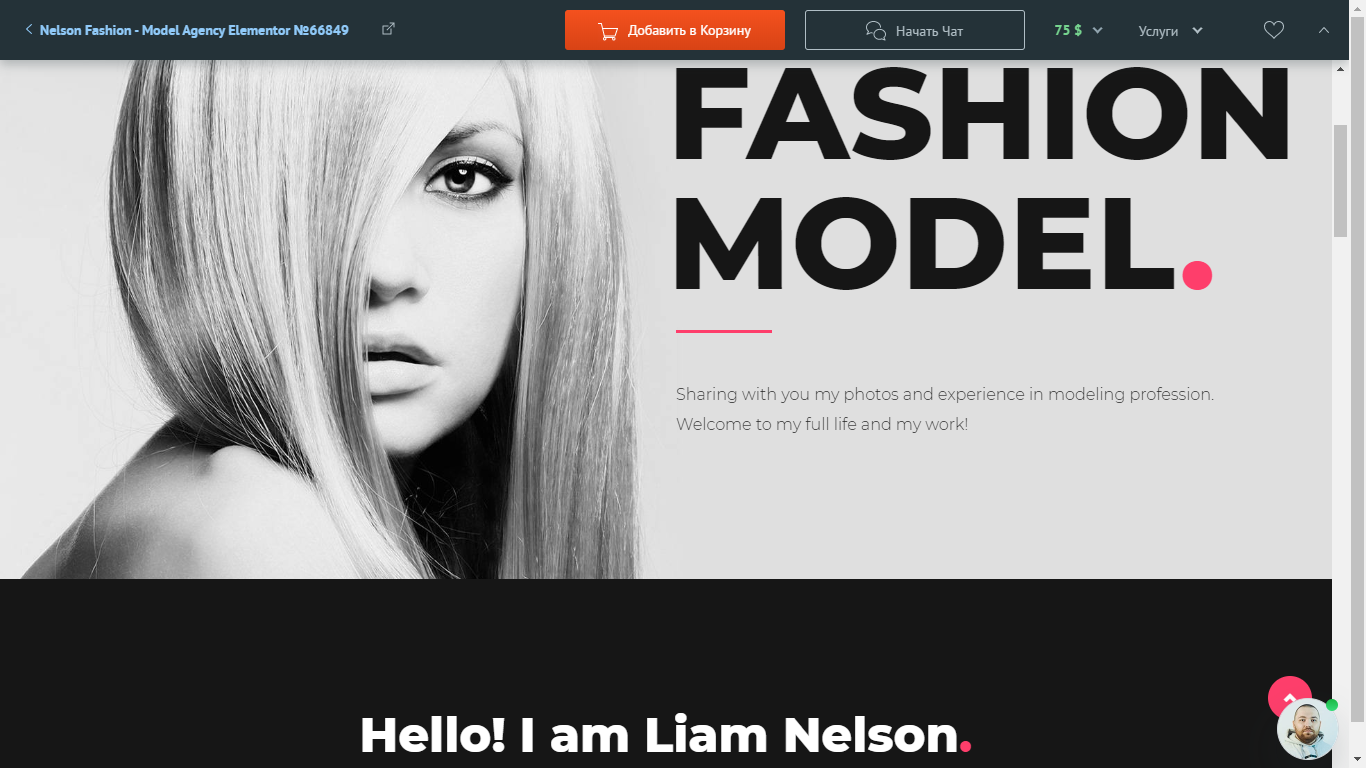 Nelson Fashion - Model Agency Elementor №66849
Добавить в Корзину
Начать Чат
75 $
Услуги
FASHION
MODEL.
Sharing with you my photos and experience in modeling profession.
Welcome to my full life and my work!
Hello! I am Liam Nelson.